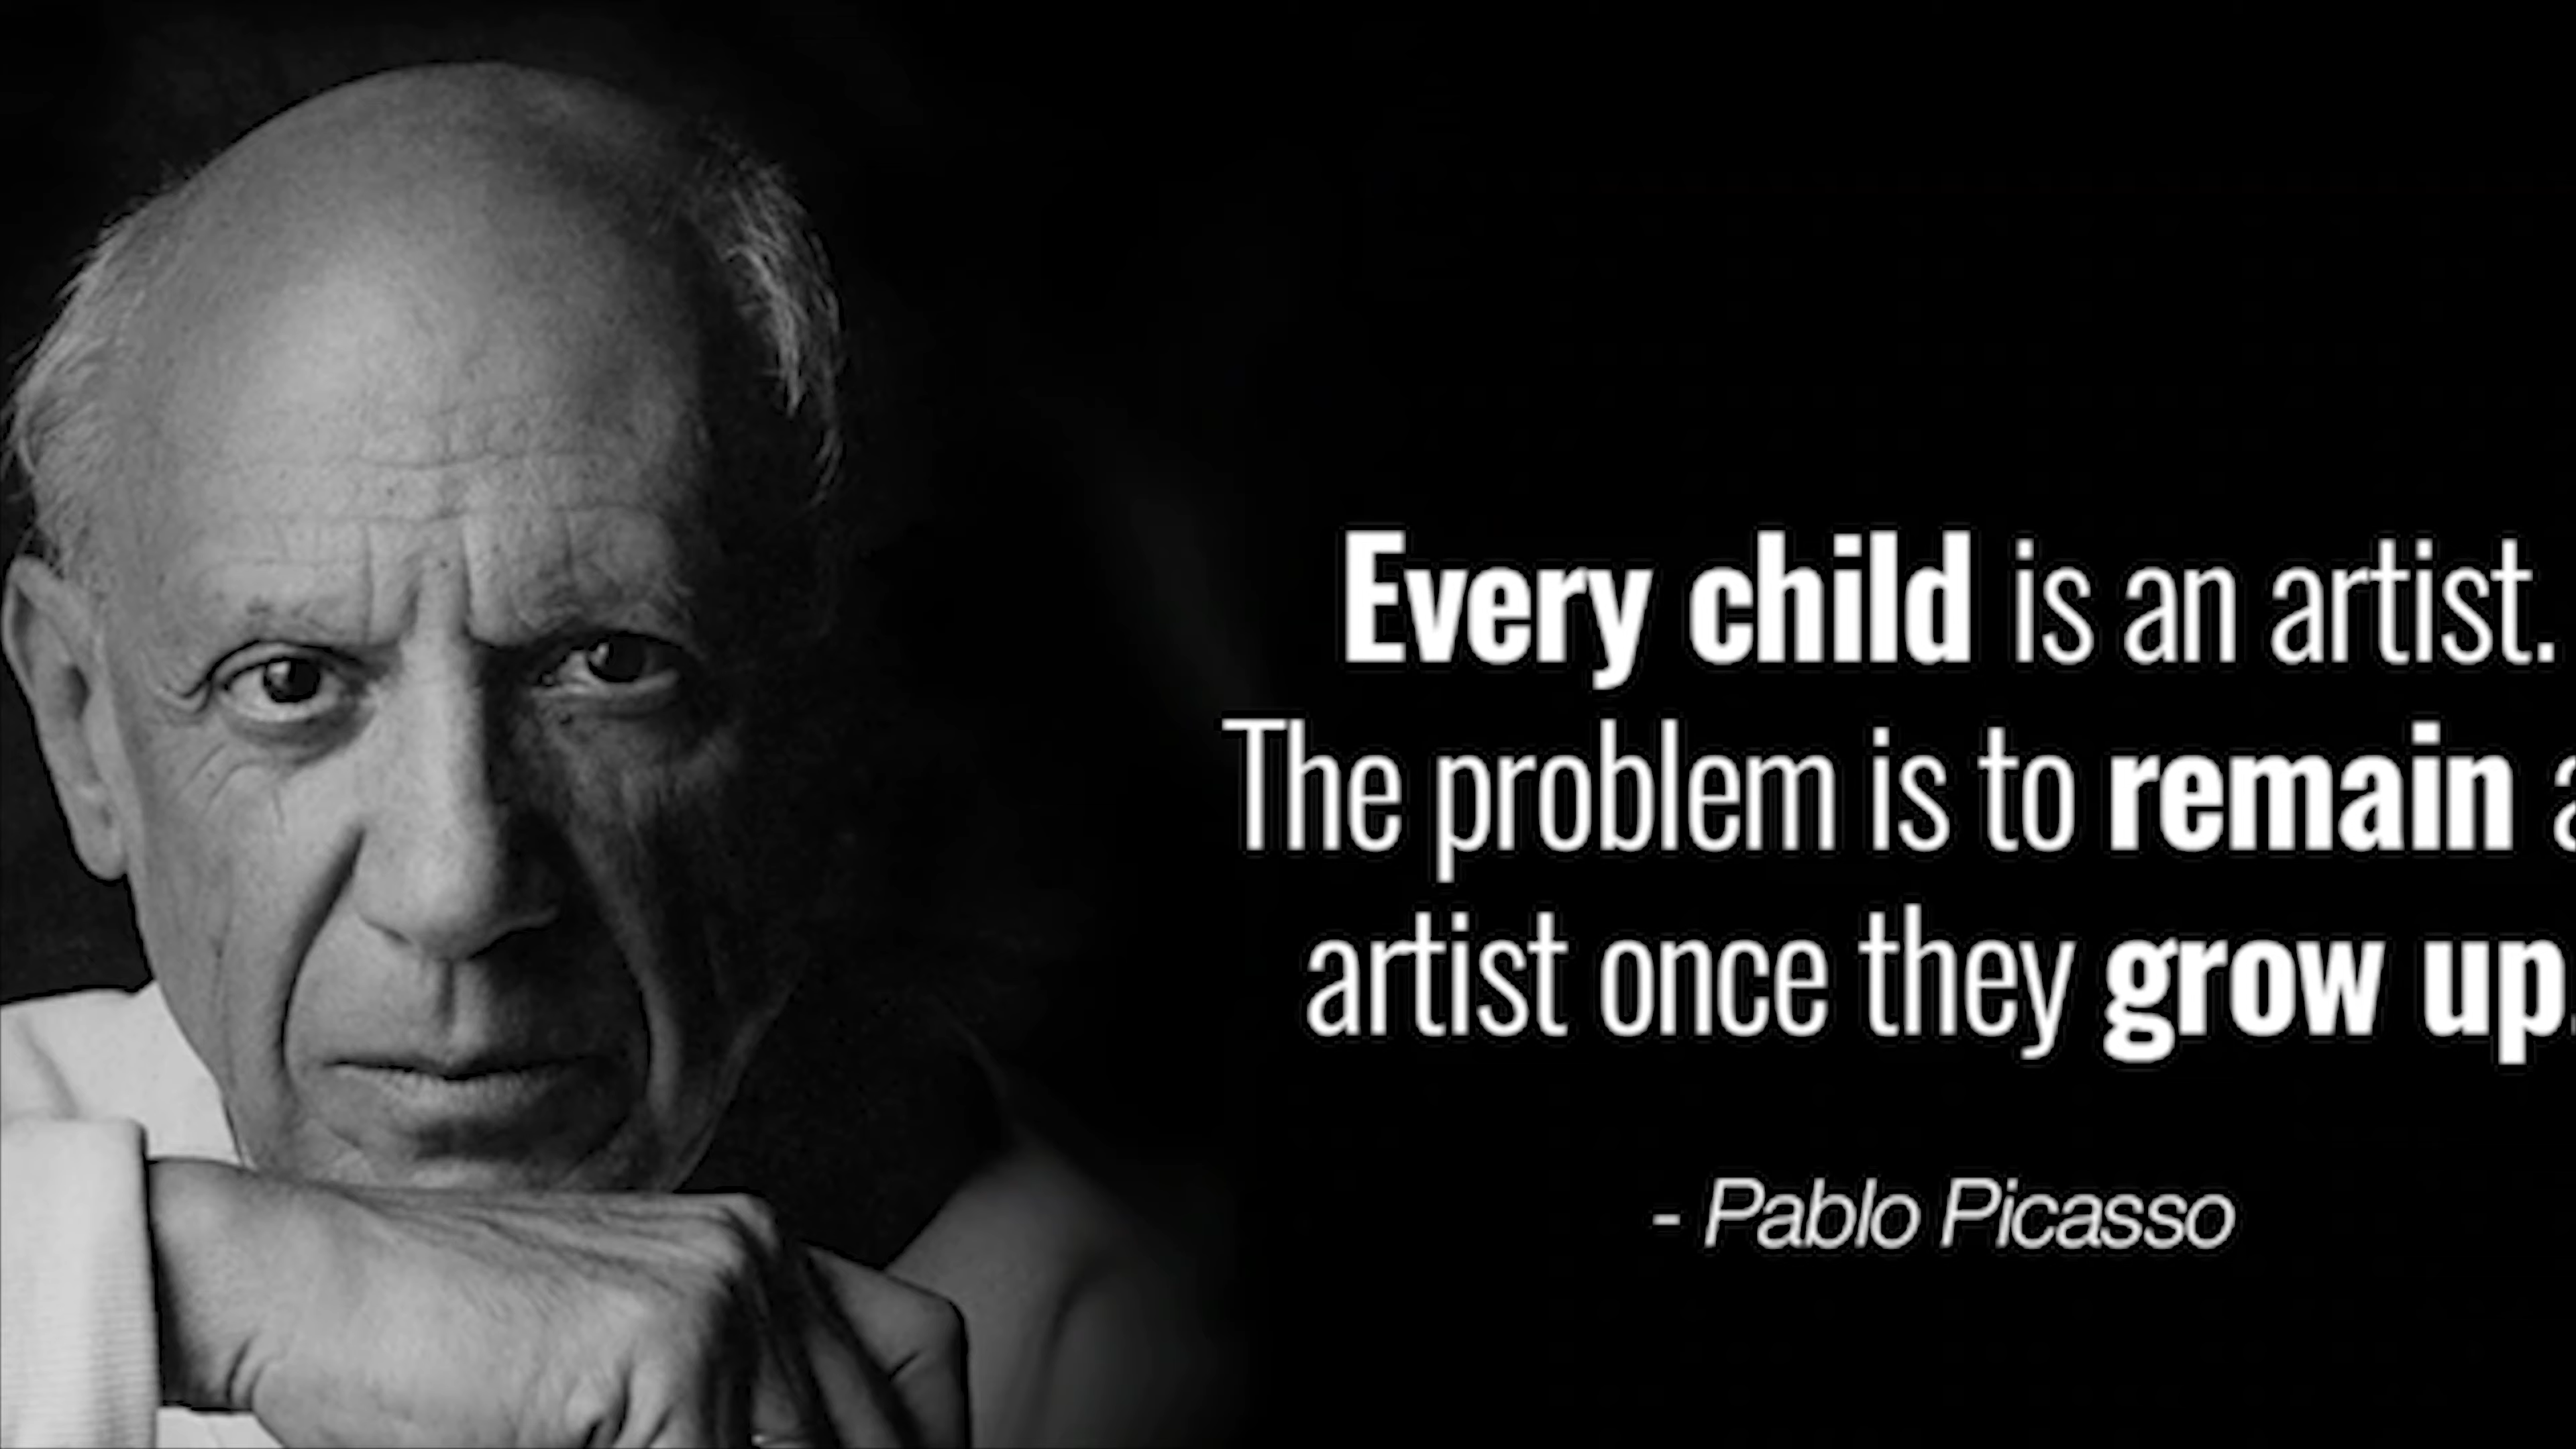 Every child is an artist.
The problem is to remain a
artist once they grow up.
- Pablo Picasso